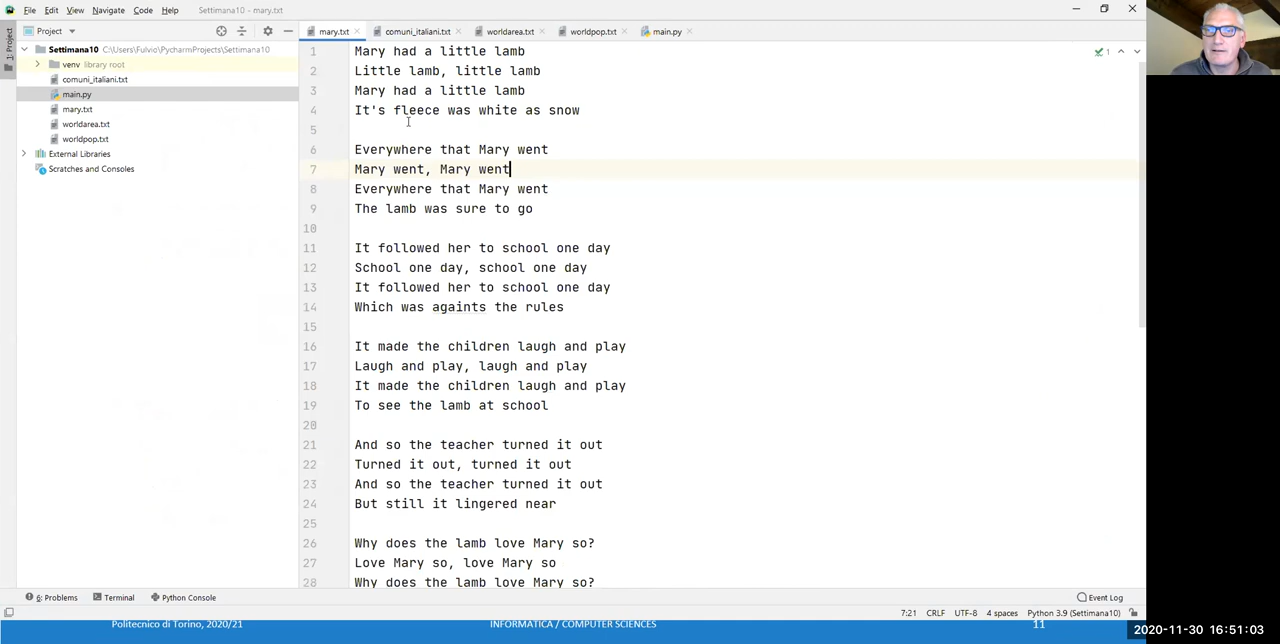 File Edit View Navigate Code Help Settimana10 - mary.txt
Project
mary.txt comuni_italiani.txt worldarea.txt worldpop.txt main.py
1: Project
Settimana10 C:\Users\Fulvio\PycharmProjects\Settimana10
venv library root
comuni_italiani.txt
main.py
mary.txt
worldarea.txt
worldpop.txt
External Libraries
Scratches and Consoles
1
1 Mary had a little lamb
2 Little lamb, little lamb
3 Mary had a little lamb
4 It's fleece was white as snow
5
6 Everywhere that Mary went
7 Mary went, Mary went
8 Everywhere that Mary went
9 The lamb was sure to go
10
11 It followed her to school one day
12 School one day, school one day
13 It followed her to school one day
14 Which was againts the rules
15
16 It made the children laugh and play
17 Laugh and play, laugh and play
18 It made the children laugh and play
19 To see the lamb at school
20
21 And so the teacher turned it out
22 Turned it out, turned it out
23 And so the teacher turned it out
24 But still it lingered near
25
26 Why does the lamb love Mary so?
27 Love Mary so, love Mary so
28 Why does the lamb love Mary so?
6: Problems Terminal Python Console Event Log
7:21 CRLF UTF-8 4 spaces Python 3.9 (Settimana10)
Politecnico di Torino, 2020/21 INFORMATICA / COMPUTER SCIENCES 11
2020-11-30 16:51:03